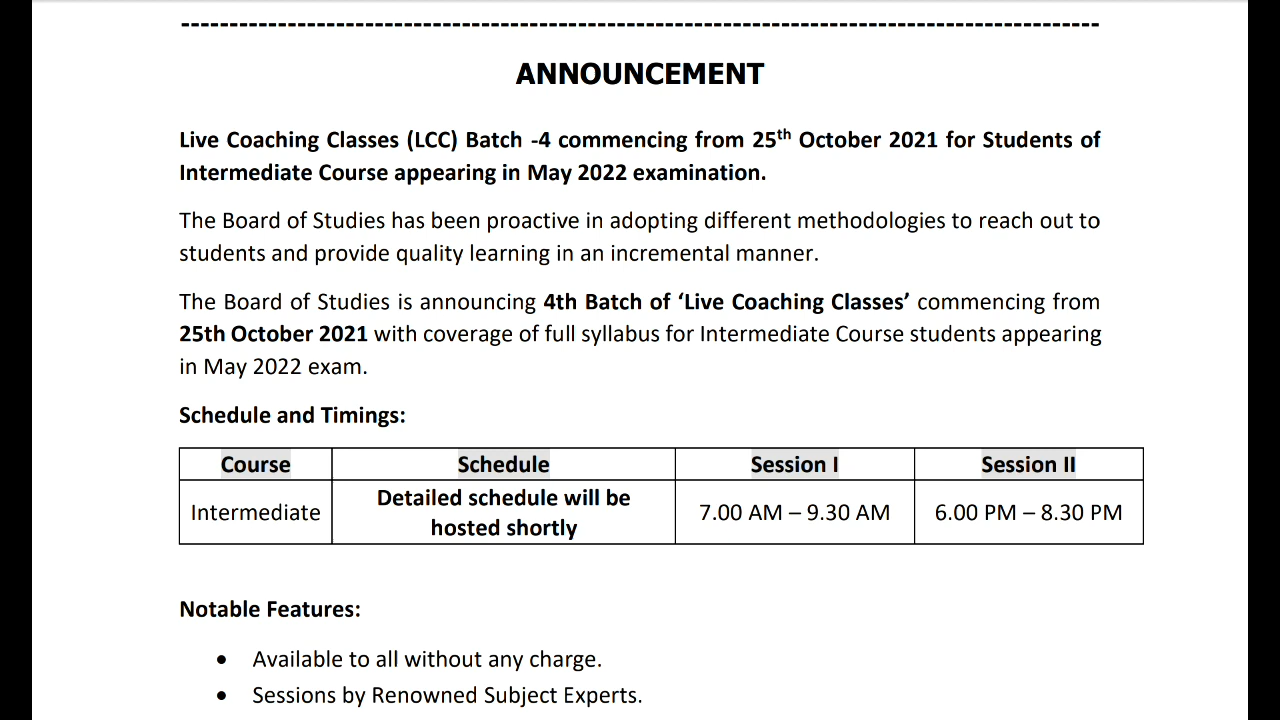 --------------------------------------------------------------------------------------------
ANNOUNCEMENT
Live Coaching Classes (LCC) Batch -4 commencing from 25th October 2021 for Students of
Intermediate Course appearing in May 2022 examination.
The Board of Studies has been proactive in adopting different methodologies to reach out to
students and provide quality learning in an incremental manner.
The Board of Studies is announcing 4th Batch of ‘Live Coaching Classes’ commencing from
25th October 2021 with coverage of full syllabus for Intermediate Course students appearing
in May 2022 exam.
Schedule and Timings:
Course Schedule Session I Session II
Intermediate Detailed schedule will be hosted shortly 7.00 AM – 9.30 AM 6.00 PM – 8.30 PM
Notable Features:
• Available to all without any charge.
• Sessions by Renowned Subject Experts.